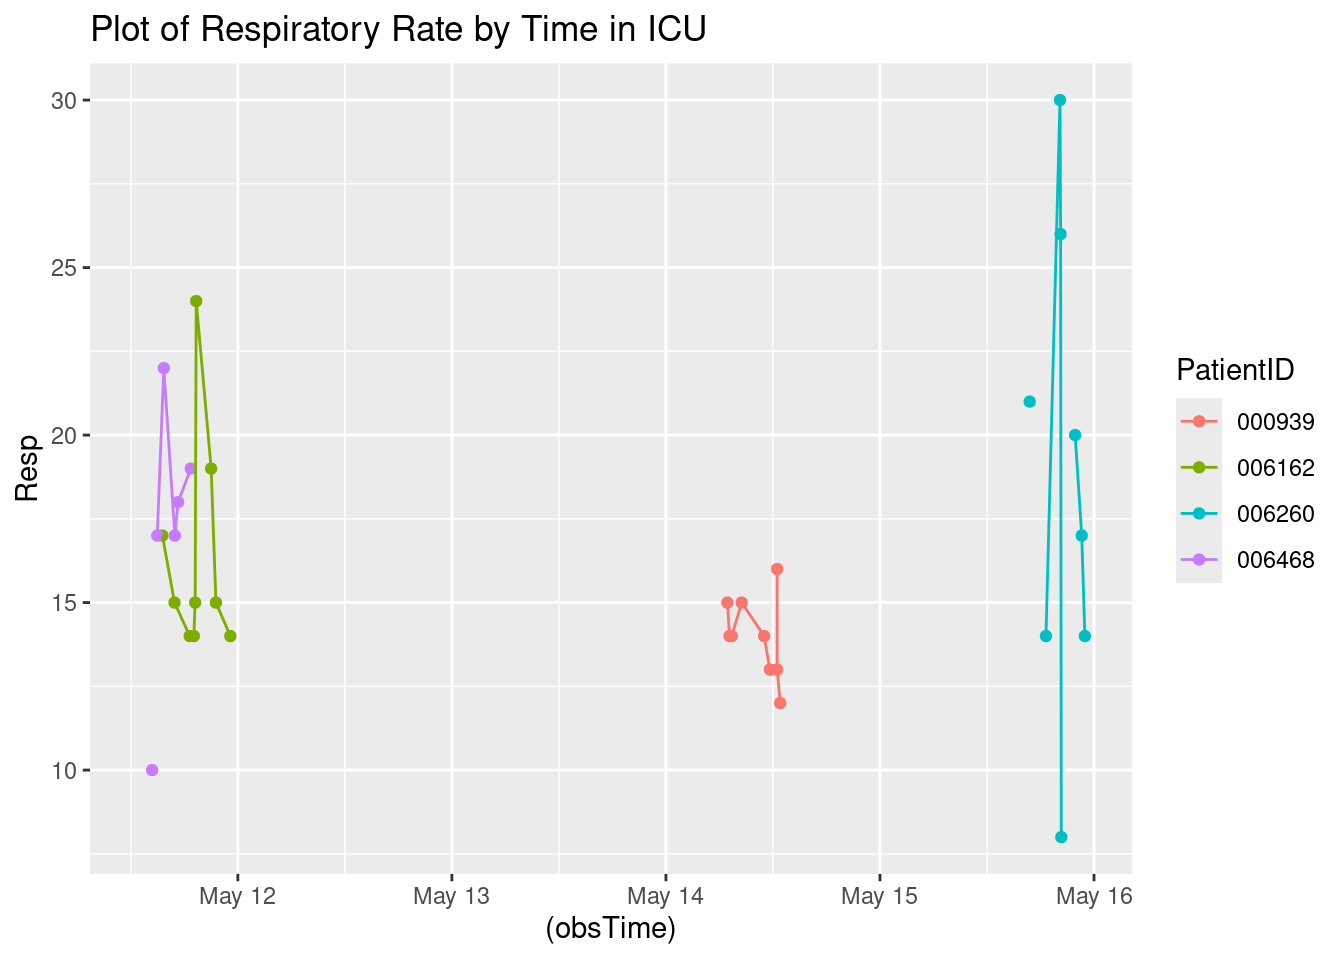 Plot of Respiratory Rate by Time in ICU
30
25
20
15
10
Resp
May 12
May 13
May 14
May 15
May 16
(obsTime)
PatientID
000939
006162
006260
006468